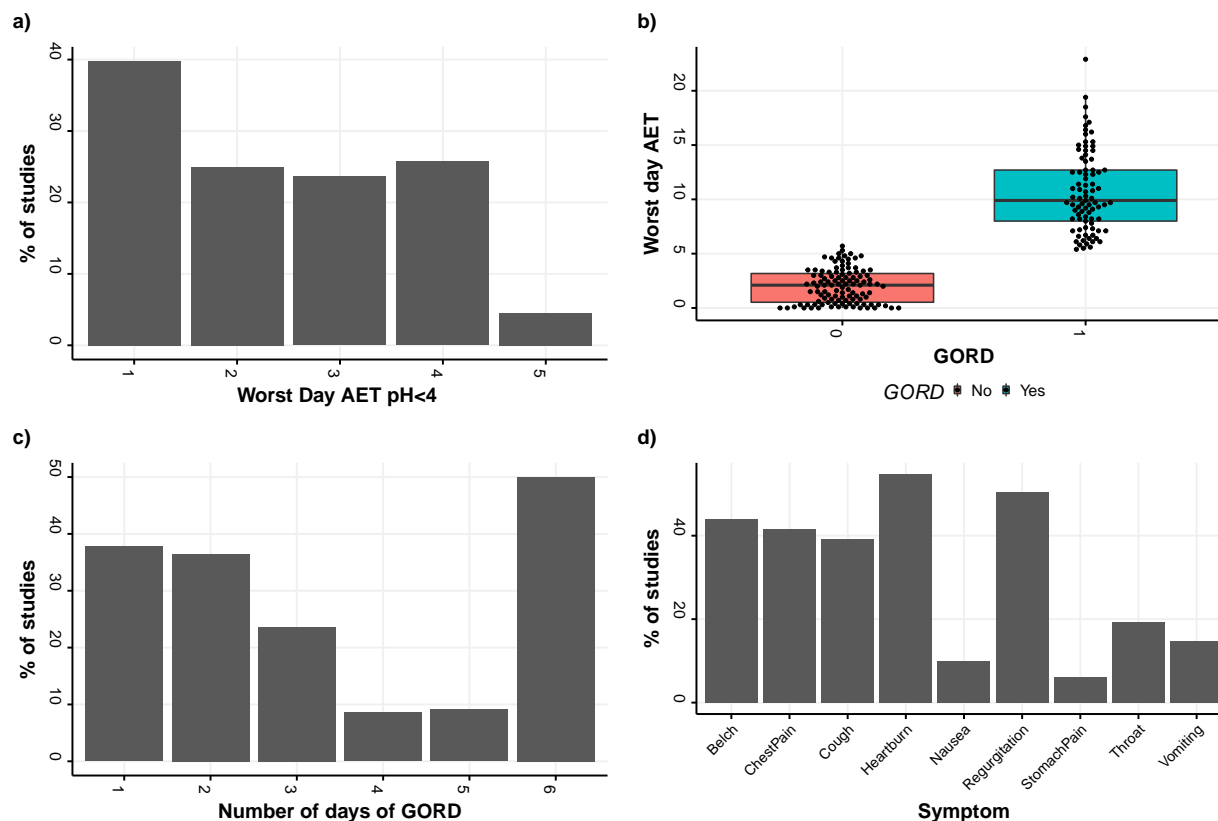 a)
% of studies
40
30
20
10
0
1 2 3 4 5
Worst Day AET pH<4
b)
Worst day AET
20
15
10
5
0
0 1
GORD
GORD No Yes
c)
% of studies
50
40
30
20
10
0
1 2 3 4 5 6
Number of days of GORD
d)
% of studies
40
20
0
Belch ChestPain Cough Heartburn Nausea Regurgitation StomachPain Throat Vomiting
Symptom